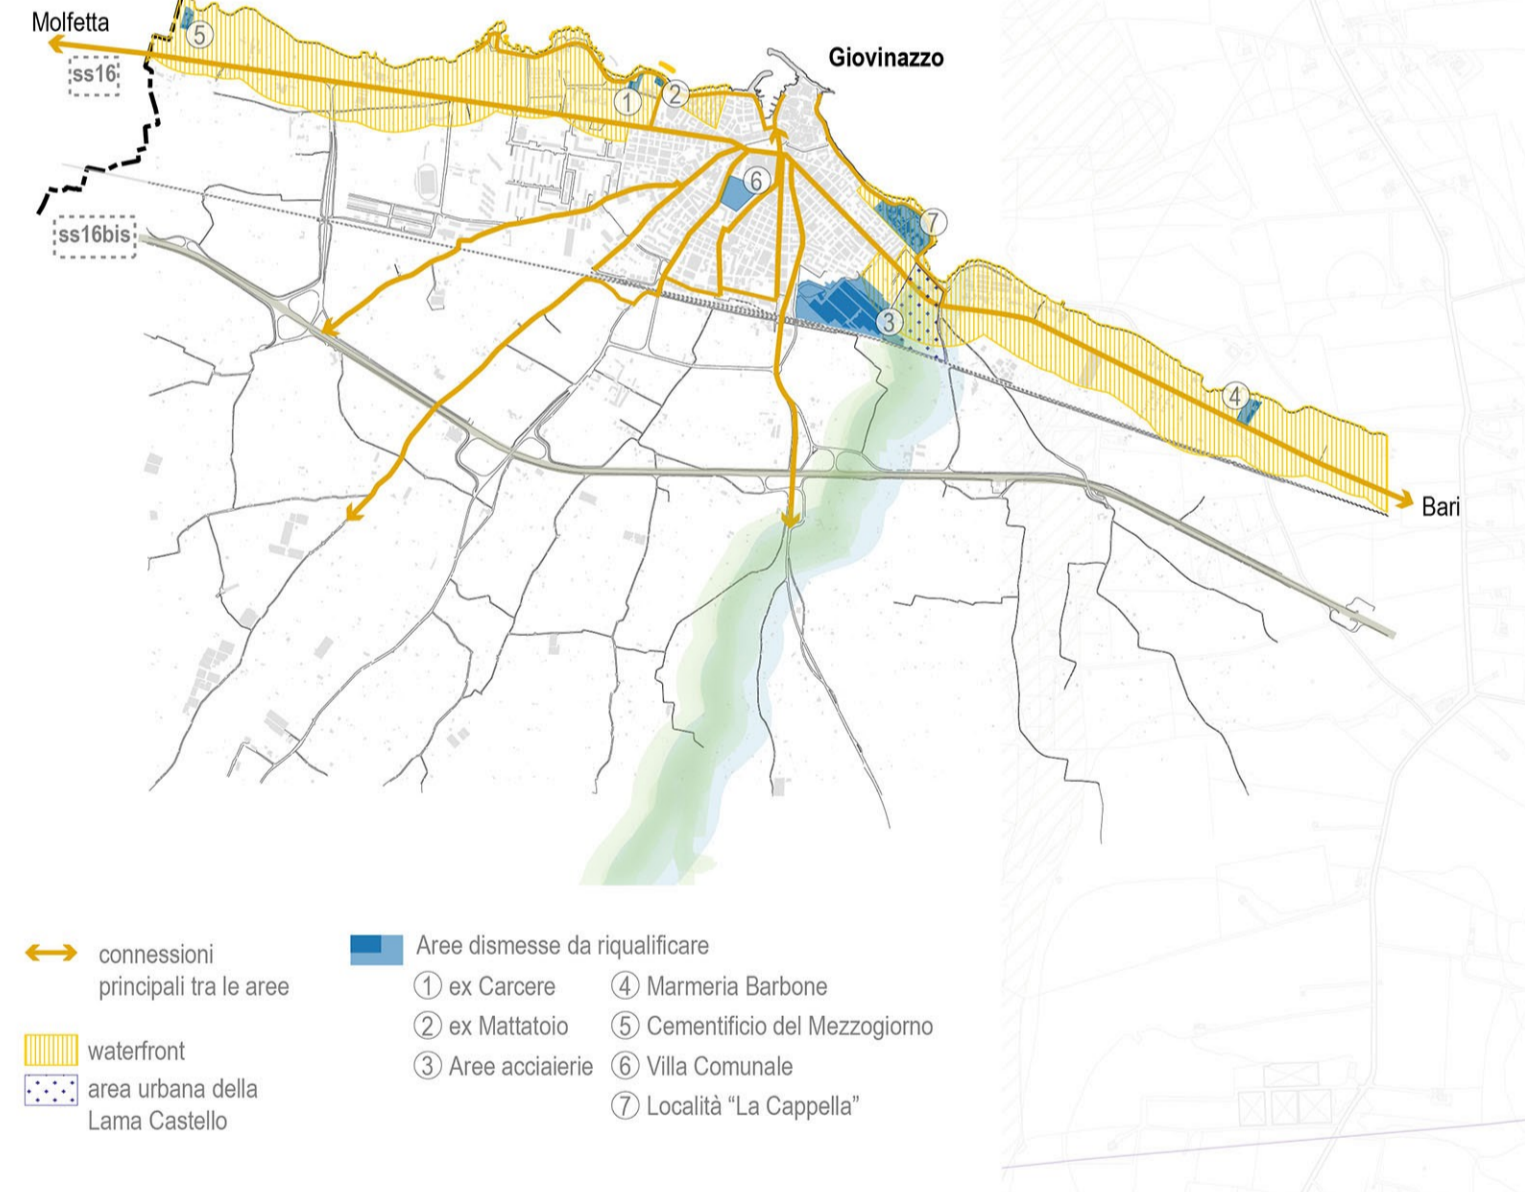 Molfetta
Giovinazzo
ss16
ss16bis
5
1
2
6
7
3
4
Bari
connessioni
principali tra le aree
waterfront
area urbana della
Lama Castello
Aree dismesse da riqualificare
1 ex Carcere
2 ex Mattatoio
3 Aree acciaierie
4 Marmeria Barbone
5 Cementificio del Mezzogiorno
6 Villa Comunale
7 Località “La Cappella”